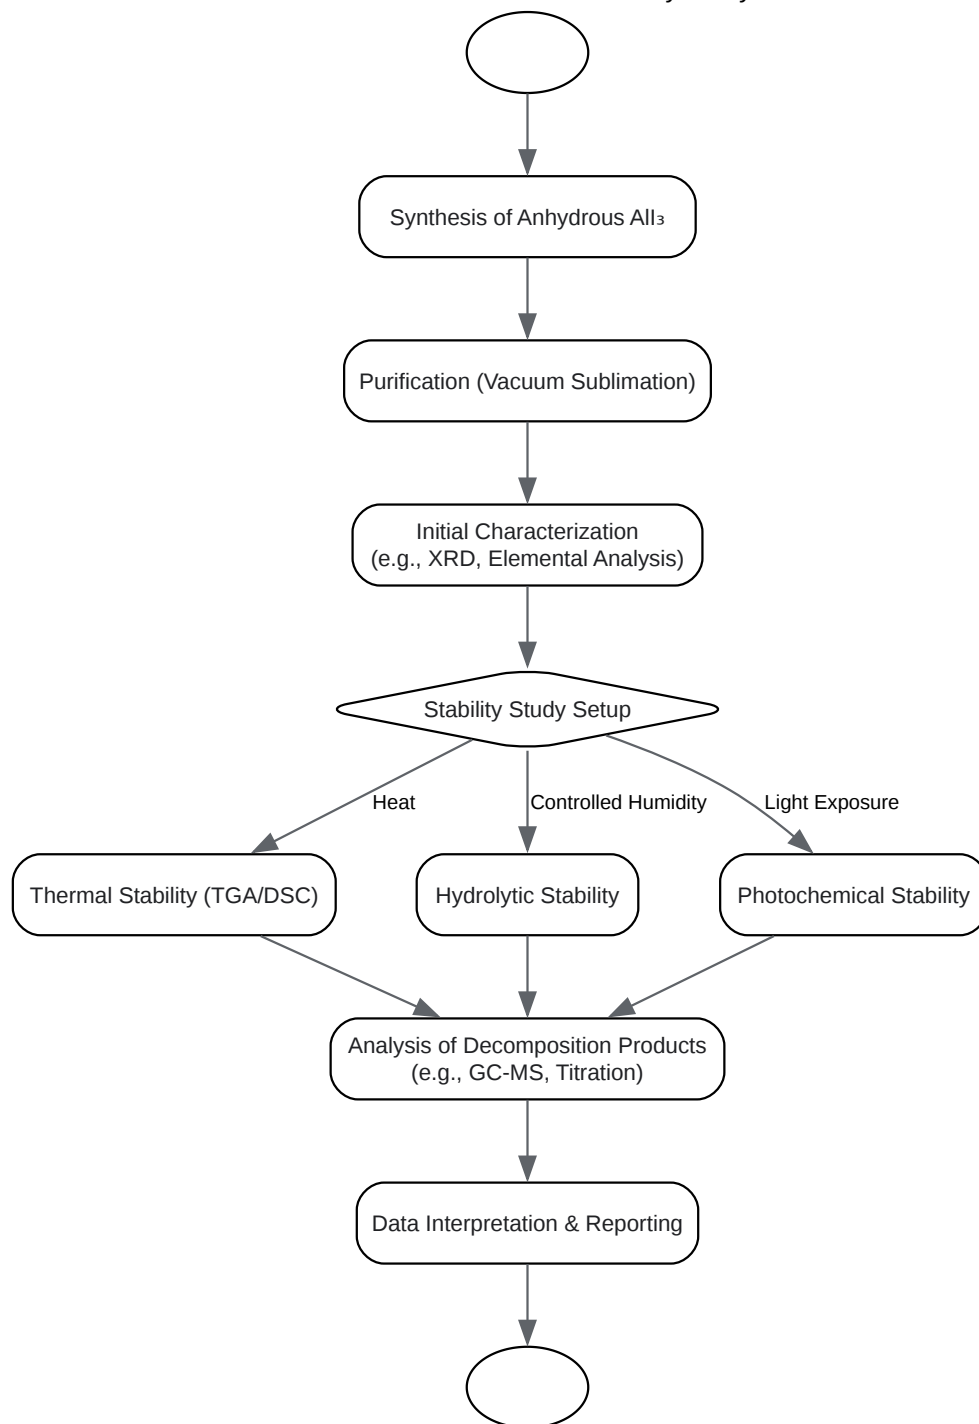 Synthesis of Anhydrous AlI₃
Purification (Vacuum Sublimation)
Initial Characterization
(e.g., XRD, Elemental Analysis)
Stability Study Setup
Heat
Controlled Humidity
Light Exposure
Thermal Stability (TGA/DSC)
Hydrolytic Stability
Photochemical Stability
Analysis of Decomposition Products
(e.g., GC-MS, Titration)
Data Interpretation & Reporting